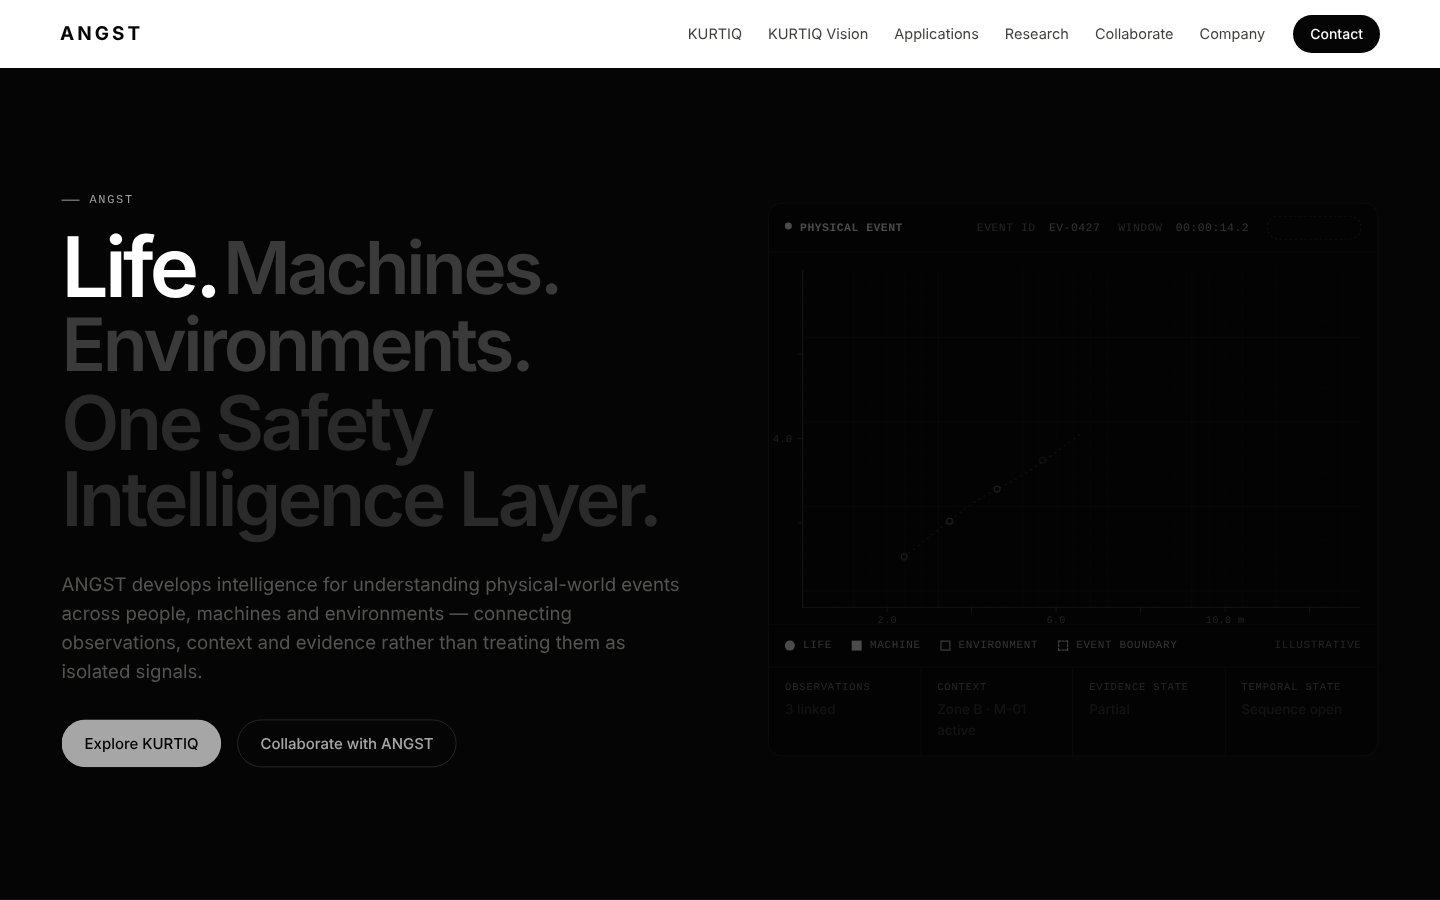 ANGST
KURTIQ
KURTIQ Vision
Applications
Research
Collaborate
Company
Contact
ANGST
Life. Machines.
Environments.
One Safety
Intelligence Layer.
ANGST develops intelligence for understanding physical-world events
across people, machines and environments — connecting
observations, context and evidence rather than treating them as
isolated signals.
Explore KURTIQ
Collaborate with ANGST
PHYSICAL EVENT
EVENT ID EV-0427
WINDOW 00:00:14.2
4.0
2.0
6.0
10.0 m
LIFE
MACHINE
ENVIRONMENT
EVENT BOUNDARY
ILLUSTRATIVE
OBSERVATIONS
3 linked
CONTEXT
Zone B · M-01
active
EVIDENCE STATE
Partial
TEMPORAL STATE
Sequence open